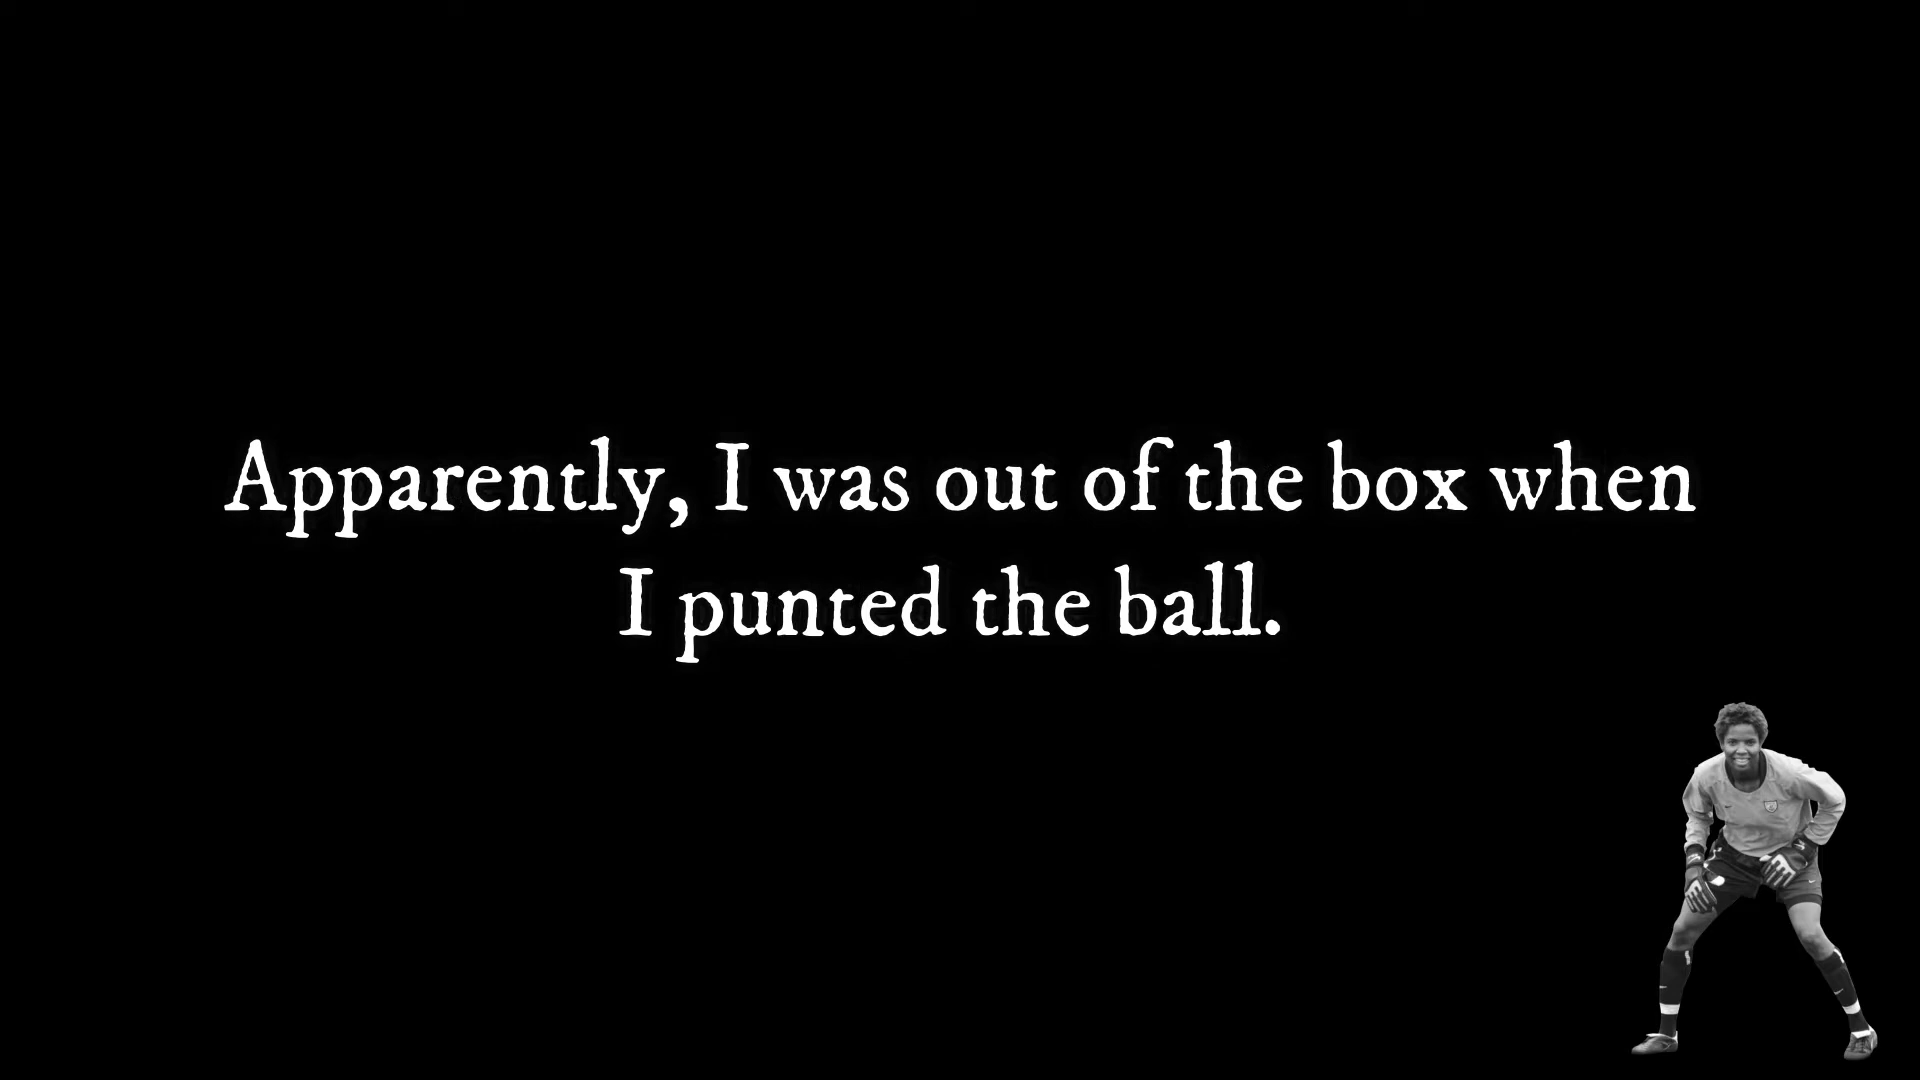 Apparently, I was out of the box when
I punted the ball.